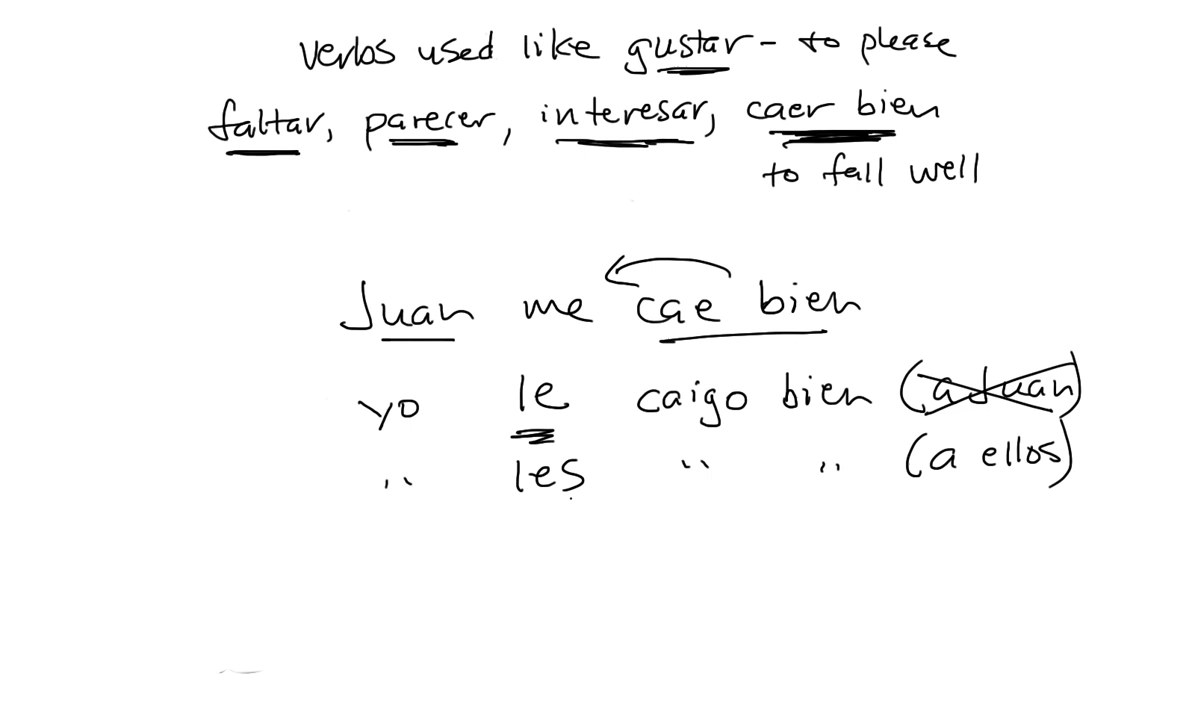 verbs used like gustar - to please
faltar, parecer, interesar, caer bien
to fall well
Juan me cae bien
yo le caigo bien (a Juan)
" les " " (a ellos)